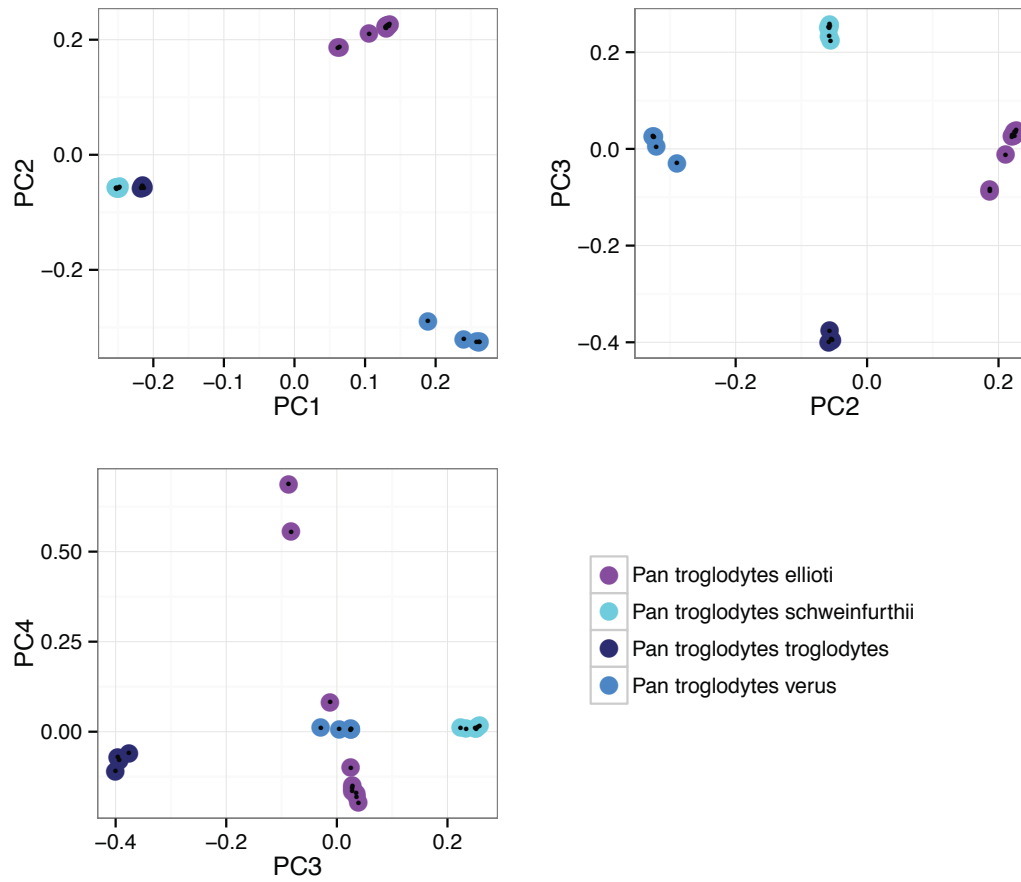 0.2
0.0
−0.2
PC2
−0.2
−0.1
0.0
0.1
0.2
PC1
0.2
0.0
−0.2
−0.4
PC3
−0.2
0.0
0.2
PC2
0.50
0.25
0.00
PC4
−0.4
−0.2
0.0
0.2
PC3
Pan troglodytes ellioti
Pan troglodytes schweinfurthii
Pan troglodytes troglodytes
Pan troglodytes verus